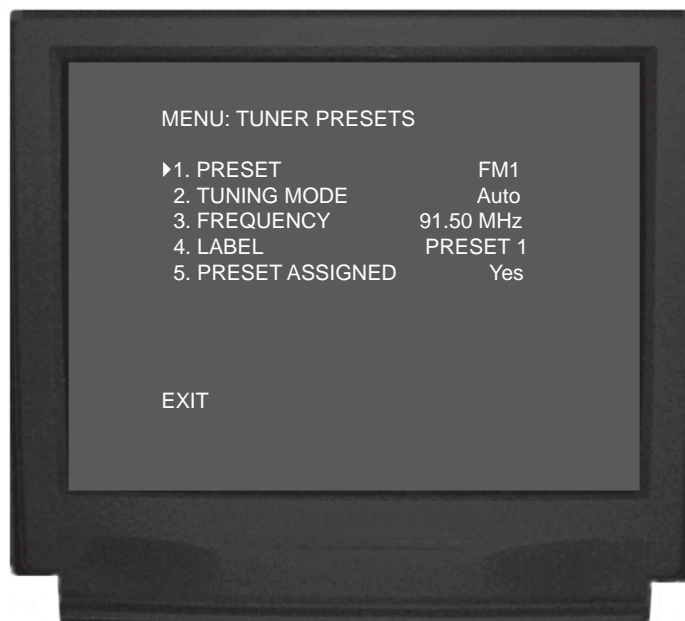 MENU: TUNER PRESETS
1. PRESET FM1
2. TUNING MODE Auto
3. FREQUENCY 91.50 MHz
4. LABEL PRESET 1
5. PRESET ASSIGNED Yes
EXIT